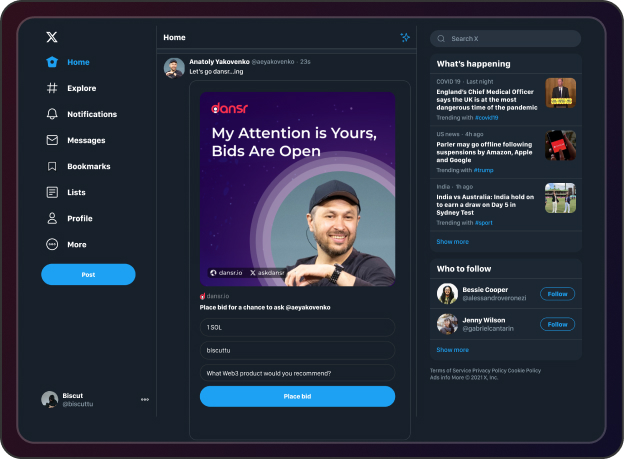 Home
Explore
Notifications
Messages
Bookmarks
Lists
Profile
More
Post
Biscut
@biscuttu
Home
Anatoly Yakovenko @aeyakovenko · 23s
Let's go dansr...ing
dansr
My Attention is Yours,
Bids Are Open
dansr.io
X askdansr
dansr.io
Place bid for a chance to ask @aeyakovenko
1 SOL
biscuttu
What Web3 product would you recommend?
Place bid
Search X
What's happening
COVID 19 · Last night
England's Chief Medical Officer
says the UK is at the most
dangerous time of the pandemic
Trending with #covid19
US news · 4h ago
Parler may go offline following
suspensions by Amazon, Apple
and Google
Trending with #trump
India · 1h ago
India vs Australia: India hold on
to earn a draw on Day 5 in
Sydney Test
Trending with #sport
Show more
Who to follow
Bessie Cooper
@alessandroveronezi
Follow
Jenny Wilson
@gabrielcantarin
Follow
Show more
Terms of Service Privacy Policy Cookie Policy
Ads info More © 2021 X, Inc.